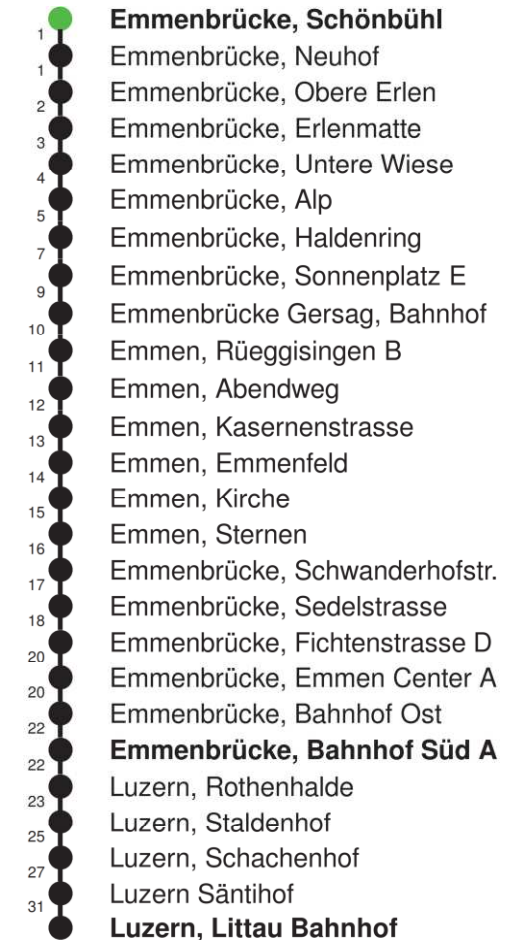 Emmenbrücke, Schönbühl
1
Emmenbrücke, Neuhof
1
Emmenbrücke, Obere Erlen
2
Emmenbrücke, Erlenmatte
3
Emmenbrücke, Untere Wiese
4
Emmenbrücke, Alp
5
Emmenbrücke, Haldenring
7
Emmenbrücke, Sonnenplatz E
9
Emmenbrücke Gersag, Bahnhof
10
Emmen, Rüeggisingen B
11
Emmen, Abendweg
12
Emmen, Kasernenstrasse
13
Emmen, Emmenfeld
14
Emmen, Kirche
15
Emmen, Sternen
16
Emmenbrücke, Schwanderhofstr.
17
Emmenbrücke, Sedelstrasse
18
Emmenbrücke, Fichtenstrasse D
20
Emmenbrücke, Emmen Center A
20
Emmenbrücke, Bahnhof Ost
22
Emmenbrücke, Bahnhof Süd A
22
Luzern, Rothenhalde
23
Luzern, Staldenhof
25
Luzern, Schachenhof
27
Luzern Säntihof
31
Luzern, Littau Bahnhof